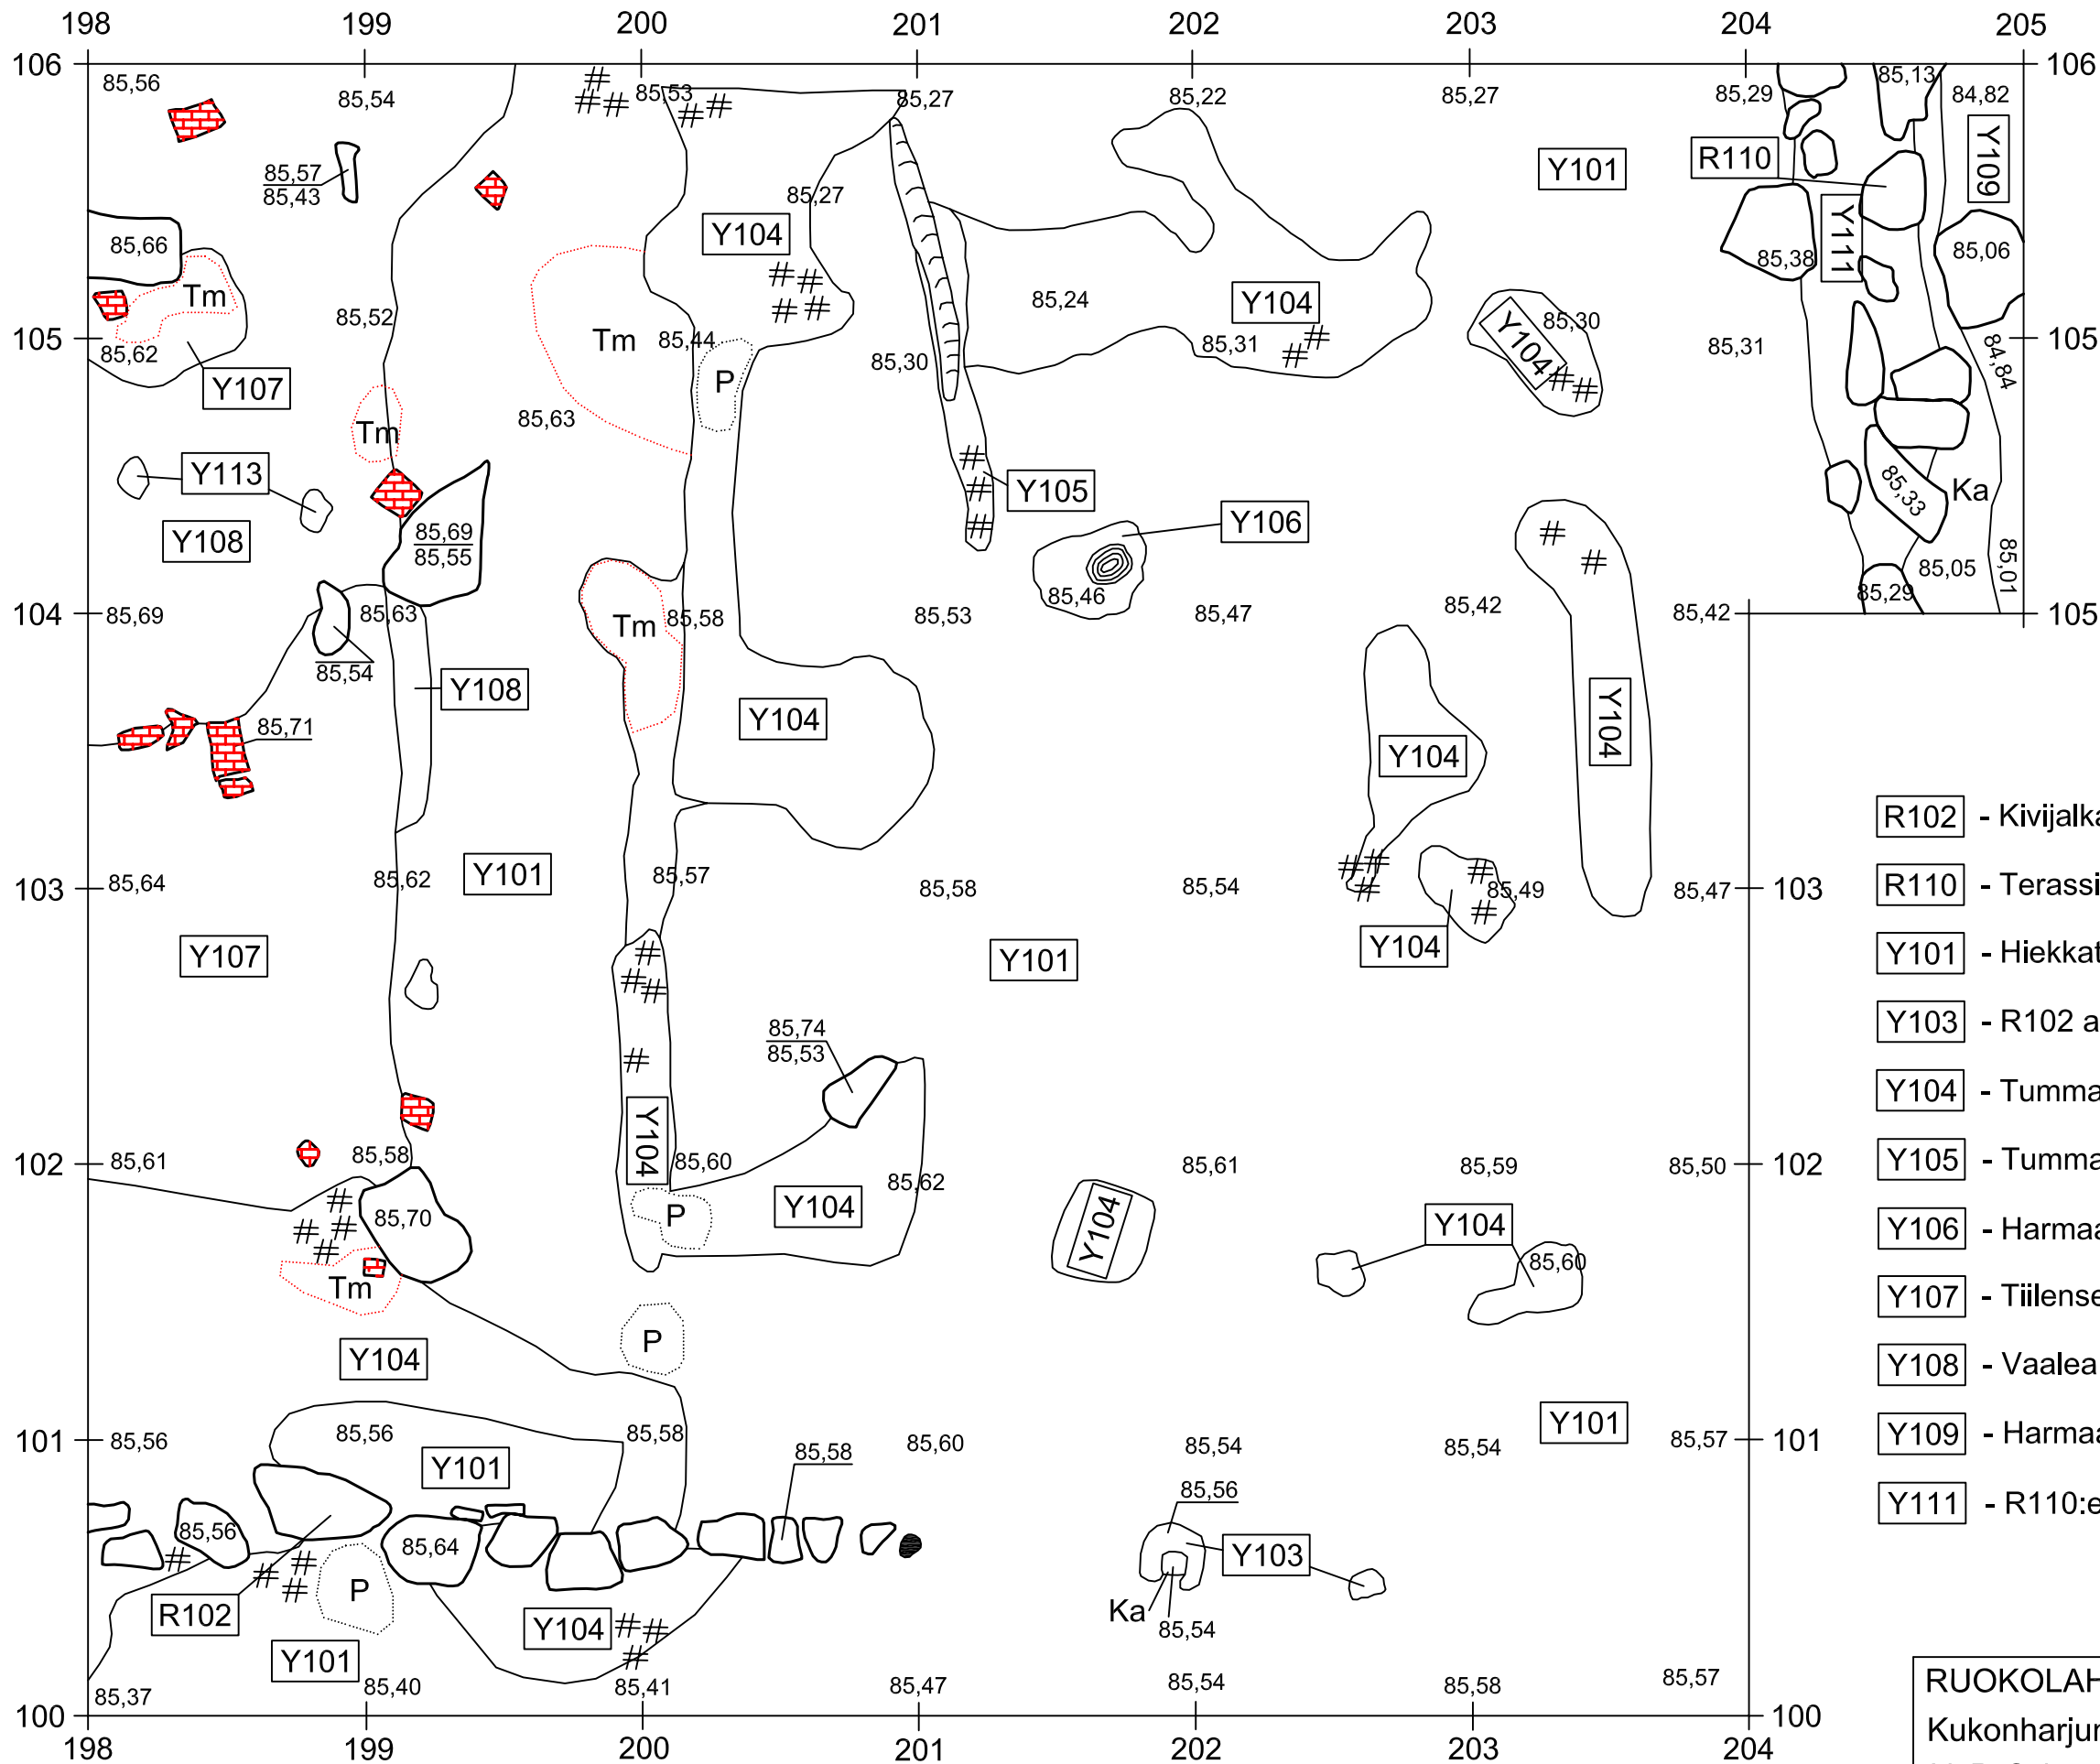 198 199 200 201 202 203 204 205
106 85,56 85,54 85,53 85,27 85,22 85,27 85,29 85,13 84,82 106
85,57
85,43
85,27
Y101
R110
Y109
85,66
Y104
Y111
85,38
85,06
Tm
85,52
Tm
85,24
Y104
Y104
85,30
105 85,62 85,44 85,30 85,31 85,31 84,84 105
Y107
P
Tm
85,63
Y113
Y105
85,33
Ka
Y108
85,69
85,55
Y106
85,46
85,05
85,01
85,29
104 85,69 85,63 Tm 85,58 85,53 85,47 85,42 85,42 105
85,54
Y108
Y104
85,71
Y104
Y104
R102 - Kivijalka
103 85,64 85,62 Y101 85,57 85,58 85,54 85,49 85,47 103
R110 - Terassi
Y107
Y101
Y104
Y101 - Hiekkat
85,74
85,53
Y103 - R102 a
Y104
Y104 - Tumma
102 85,61 85,58 85,60 85,62 85,61 85,59 85,50 102
Y105 - Tumma
85,70
P
Y104
Y104
Y104
85,60
Y106 - Harmaa
Tm
Y107 - Tiilense
P
Y104
Y108 - Vaalea
101 85,56 85,56 85,58 85,60 85,54 85,54 Y101 85,57 101
Y109 - Harmaa
Y101
85,58
85,56
Y111 - R110:e
85,56
85,64
Y103
P
R102
Y104
Ka
85,54
Y101
85,37 85,40 85,41 85,47 85,54 85,58 85,57
100 100
198 199 200 201 202 203 204
RUOKOLAH
Kukonharjun